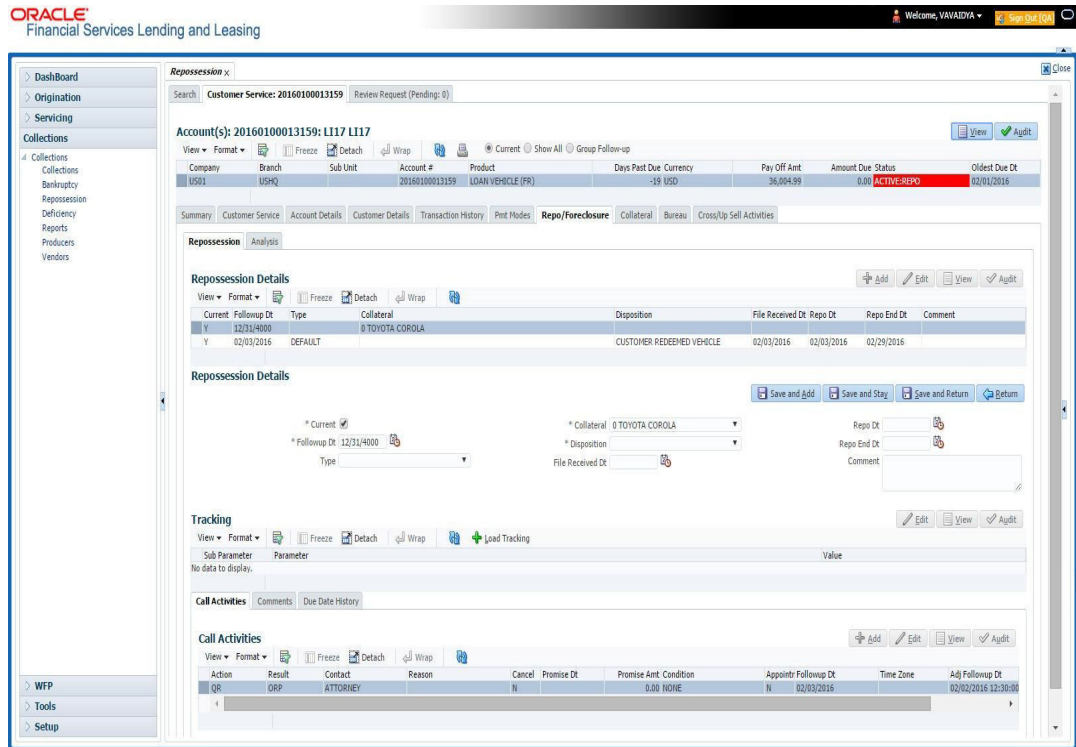 ORACLE'
Financial Services Lending and Leasing
Welcome, VAVAIDYA
Sign Out [QA]
Close
DashBoard
Origination
Servicing
Collections
Collections
Collections
Bankruptcy
Repossession
Deficiency
Reports
Producers
Vendors
WFP
Tools
Setup
Repossession x
Search Customer Service: 20160100013159 Review Request (Pending: 0)
Account(s): 20160100013159: LI17 LI17
View Audit
View Format Freeze Detach Wrap Current Show All Group Follow-up
Company Branch Sub Unit Account # Product Days Past Due Currency Pay Off Amt Amount Due Status Oldest Due Dt
US01 USHQ 20160100013159 LOAN VEHICLE (FR) -19 USD 36,004.99 0.00 ACTIVE:REPO 02/01/2016
Summary Customer Service Account Details Customer Details Transaction History Pmt Modes Repo/Foreclosure Collateral Bureau Cross/Up Sell Activities
Repossession Analysis
Repossession Details
Add Edit View Audit
View Format Freeze Detach Wrap
Current Followup Dt Type Collateral Disposition File Received Dt Repo Dt Repo End Dt Comment
Y 12/31/4000 0 TOYOTA COROLA
Y 02/03/2016 DEFAULT CUSTOMER REDEEMED VEHICLE 02/03/2016 02/03/2016 02/29/2016
Repossession Details
Save and Add Save and Stay Save and Return Return
* Current * Collateral 0 TOYOTA COROLA Repo Dt
* Followup Dt 12/31/4000 * Disposition Repo End Dt
Type File Received Dt Comment
Tracking
Edit View Audit
View Format Freeze Detach Wrap Load Tracking
Sub Parameter Parameter Value
No data to display.
Call Activities Comments Due Date History
Call Activities
Add Edit View Audit
View Format Freeze Detach Wrap
Action Result Contact Reason Cancel Promise Dt Promise Amt Condition Appointr Followup Dt Time Zone Adj Followup Dt
QR ORP ATTORNEY N 0.00 NONE N 02/03/2016 02/02/2016 12:30:00